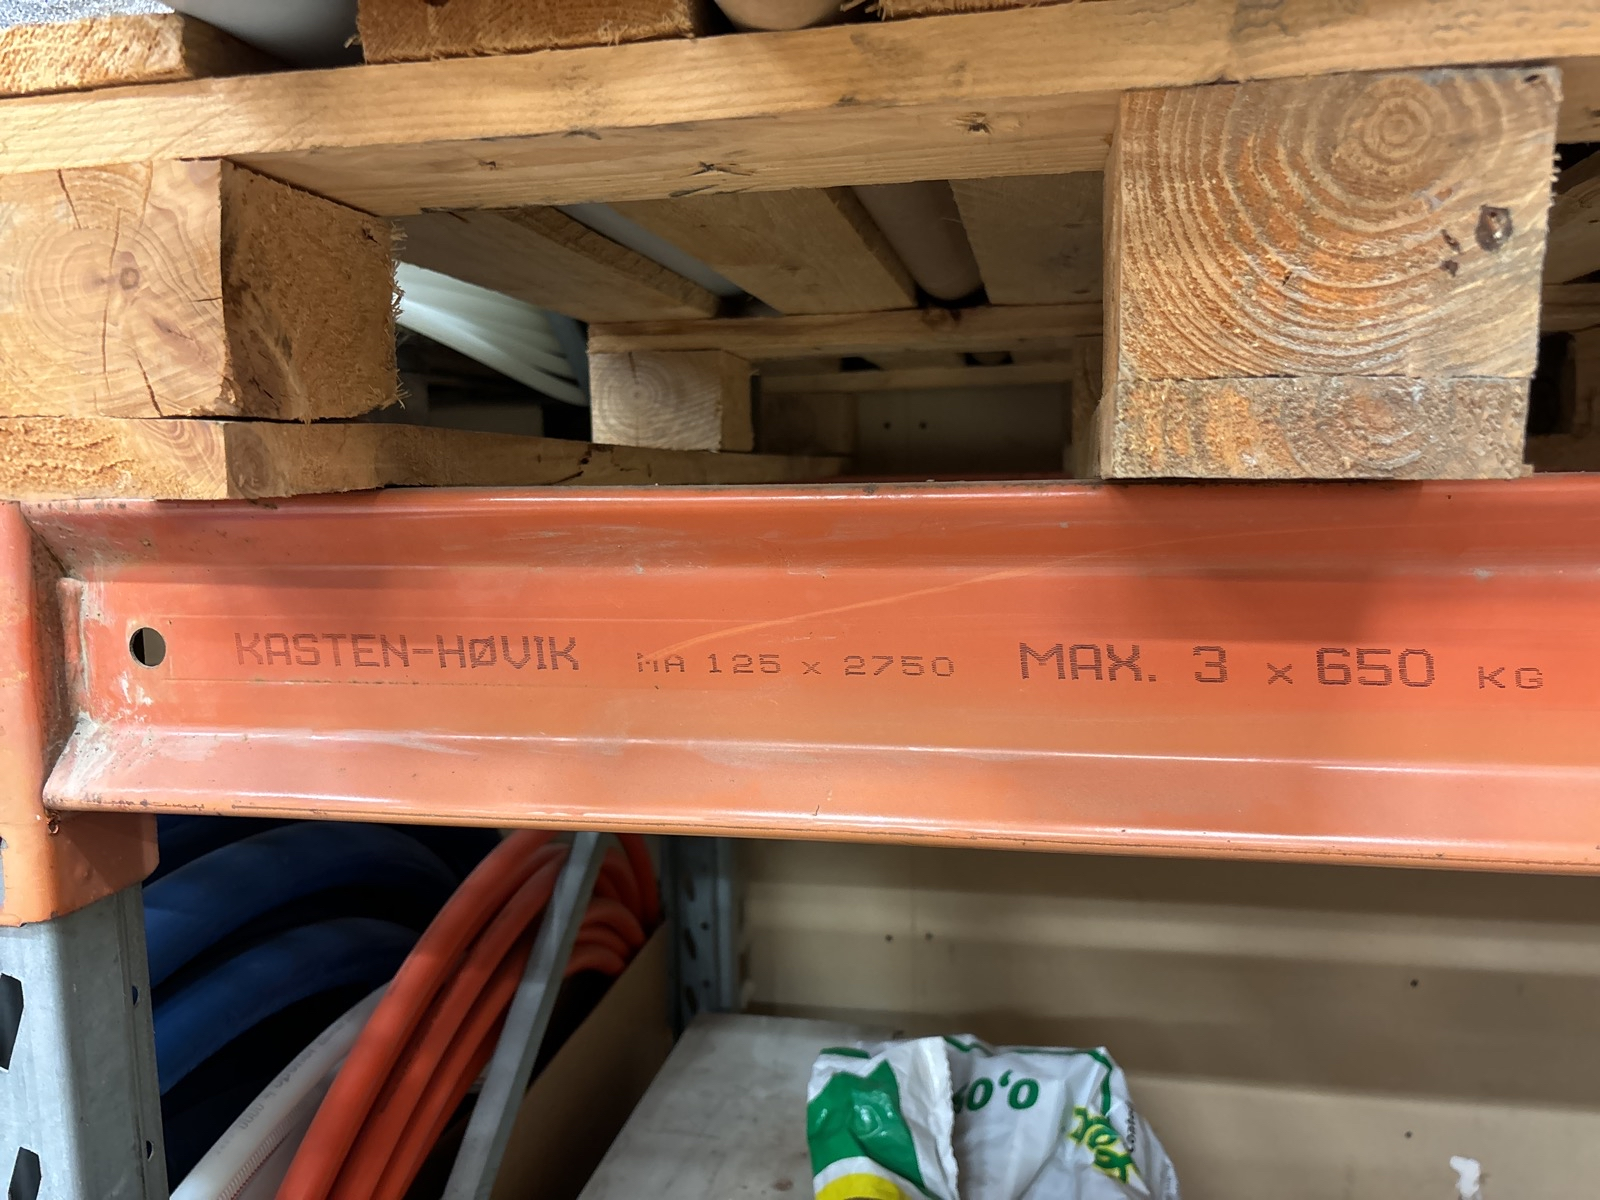 KASTEN-HØVIK MA 125 x 2750 MAX. 3 x 650 KG